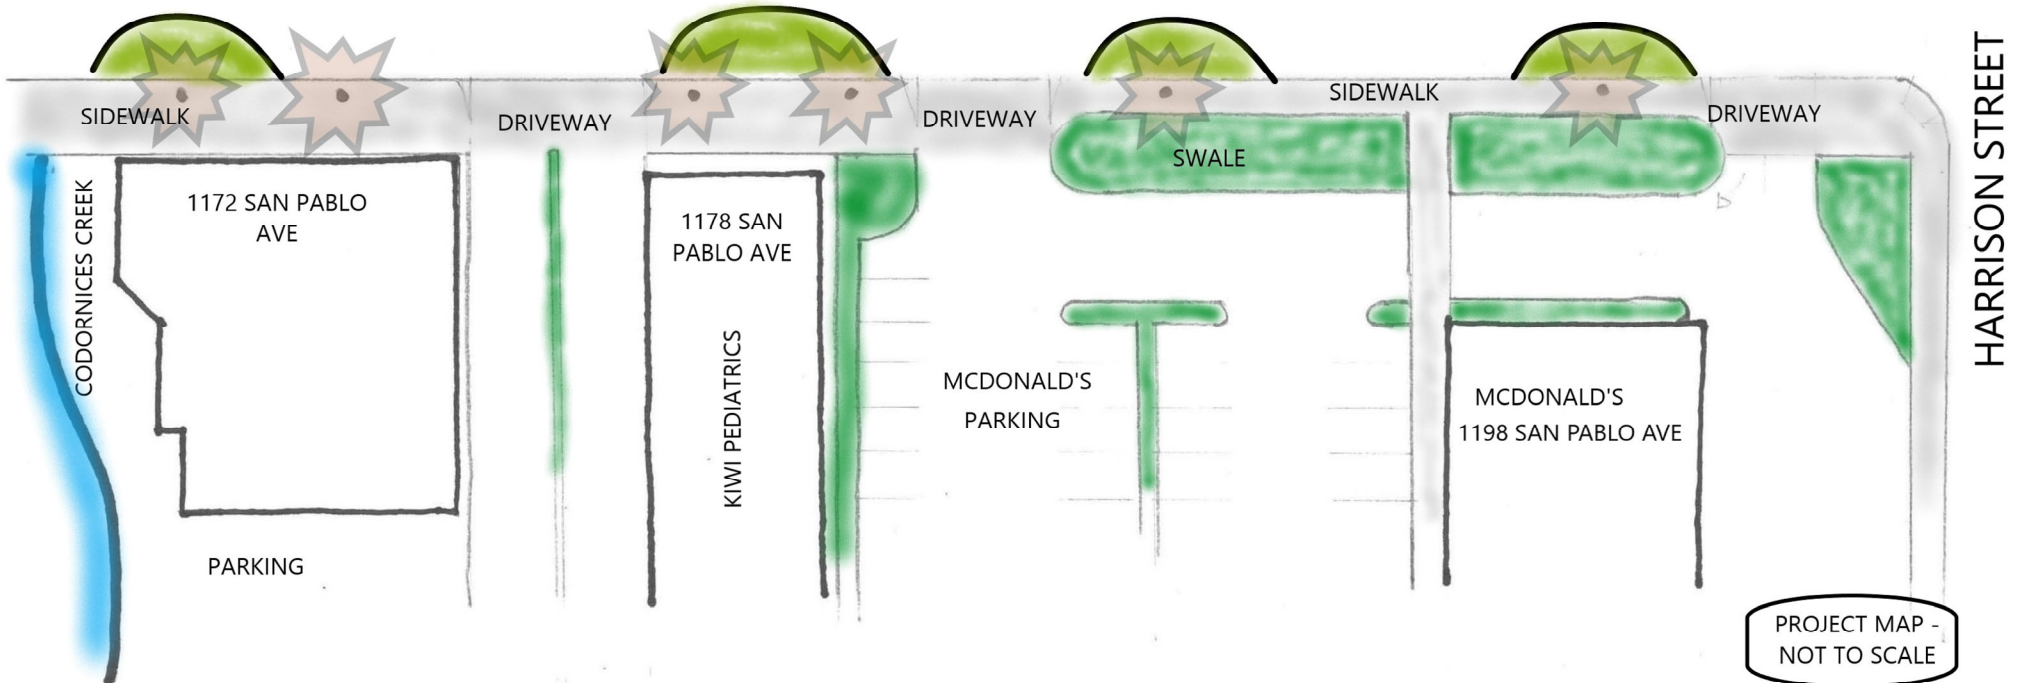 SIDEWALK
DRIVEWAY
DRIVEWAY
SIDEWALK
DRIVEWAY
HARRISON STREET
SWALE
CODORNICES CREEK
1172 SAN PABLO
AVE
1178 SAN
PABLO AVE
KIWI PEDIATRICS
MCDONALD'S
PARKING
MCDONALD'S
1198 SAN PABLO AVE
PARKING
PROJECT MAP -
NOT TO SCALE